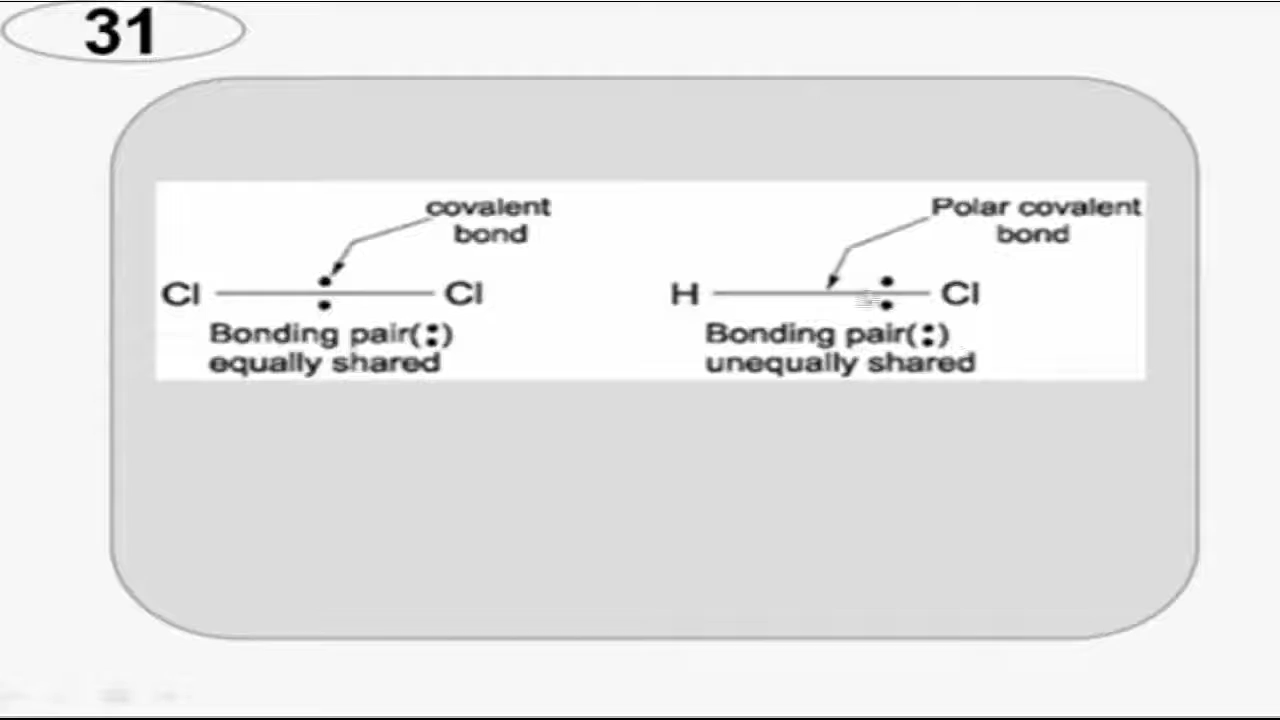 31
covalent
bond
Cl : Cl
Bonding pair(:)
equally shared
Polar covalent
bond
H : Cl
Bonding pair(:)
unequally shared